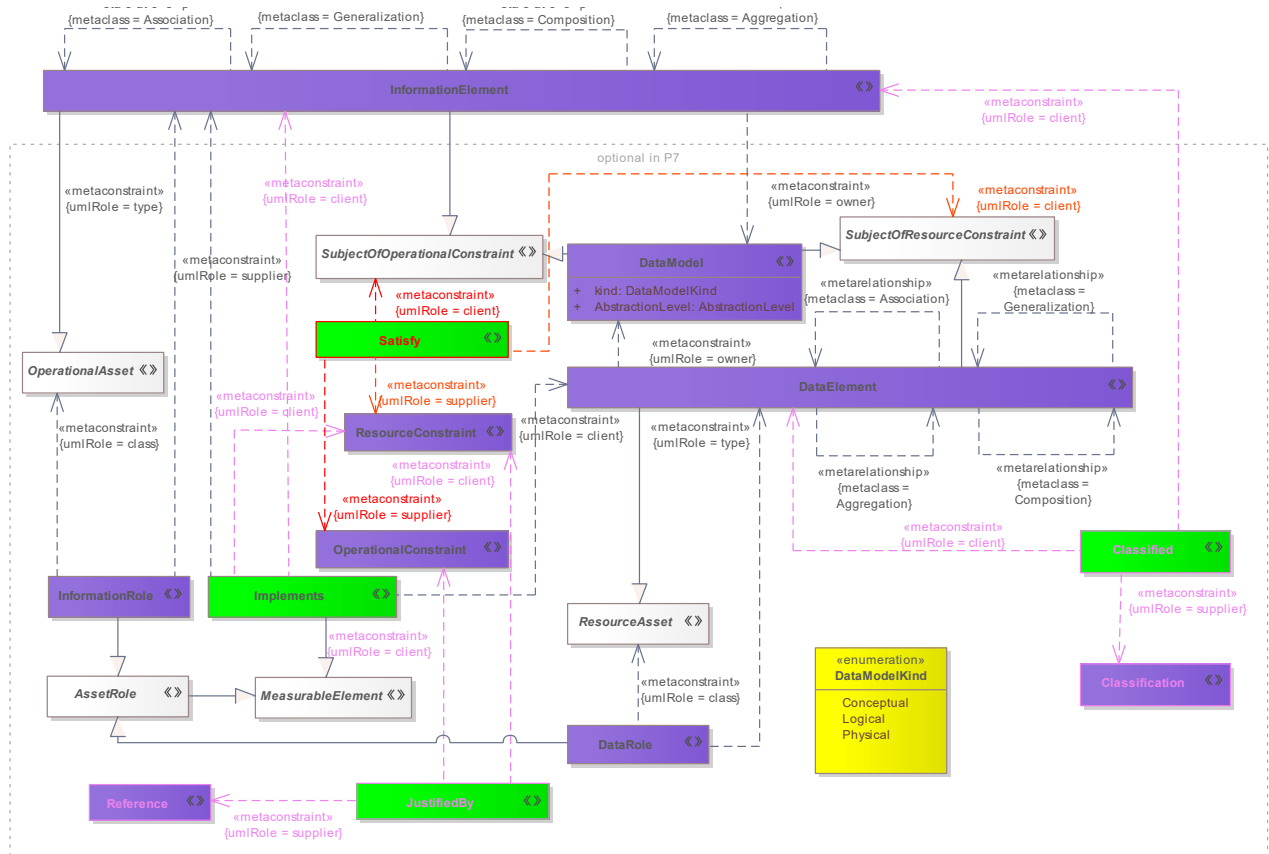 {metaclass = Association}
{metaclass = Generalization}
{metaclass = Composition}
{metaclass = Aggregation}
InformationElement
«metaconstraint»
{umlRole = client}
optional in P7
«metaconstraint»
{umlRole = type}
«metaconstraint»
{umlRole = client}
«metaconstraint»
{umlRole = owner}
«metaconstraint»
{umlRole = client}
SubjectOfOperationalConstraint
SubjectOfResourceConstraint
«metaconstraint»
{umlRole = supplier}
DataModel
+ kind: DataModelKind
+ AbstractionLevel: AbstractionLevel
«metarelationship»
{metaclass = Association}
«metarelationship»
{metaclass =
Generalization}
«metaconstraint»
{umlRole = client}
Satisfy
«metaconstraint»
{umlRole = owner}
OperationalAsset
DataElement
«metaconstraint»
{umlRole = supplier}
«metaconstraint»
{umlRole = client}
«metaconstraint»
{umlRole = class}
ResourceConstraint
«metaconstraint»
{umlRole = client}
«metaconstraint»
{umlRole = type}
«metaconstraint»
{umlRole = client}
«metarelationship»
{metaclass =
Aggregation}
«metarelationship»
{metaclass =
Composition}
«metaconstraint»
{umlRole = supplier}
«metaconstraint»
{umlRole = client}
OperationalConstraint
Classified
InformationRole
Implements
«metaconstraint»
{umlRole = supplier}
ResourceAsset
«metaconstraint»
{umlRole = client}
«enumeration»
DataModelKind
Conceptual
Logical
Physical
Classification
AssetRole
MeasurableElement
«metaconstraint»
{umlRole = class}
DataRole
Reference
JustifiedBy
«metaconstraint»
{umlRole = supplier}